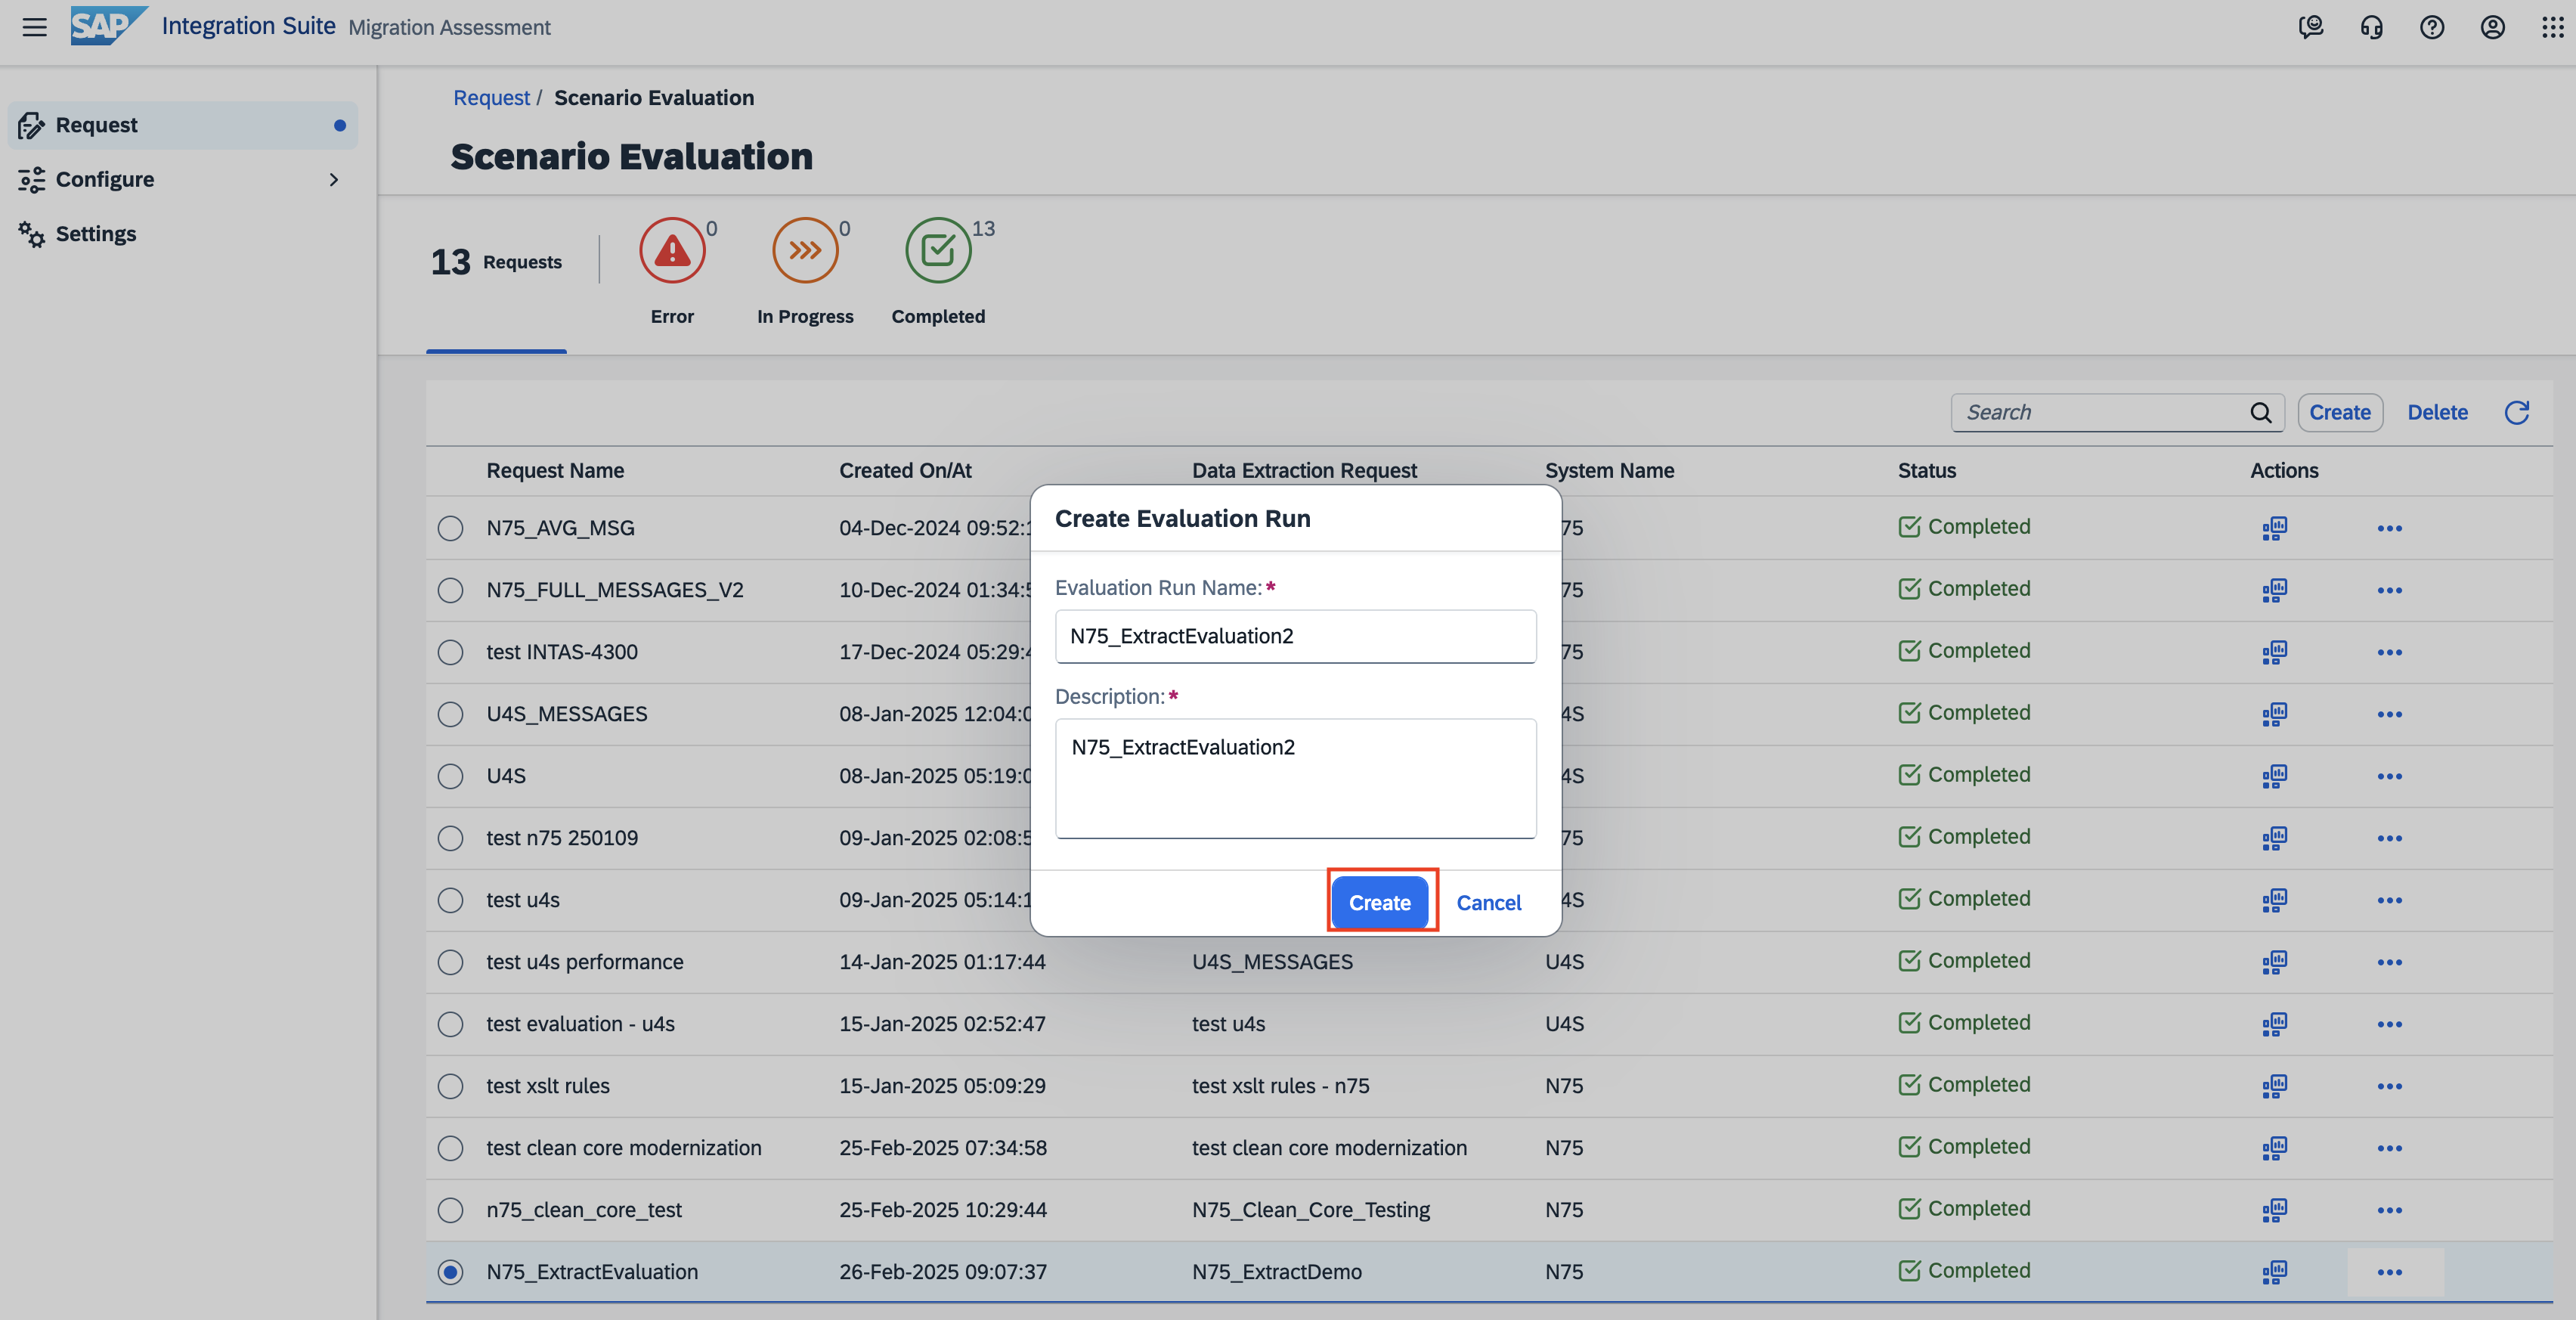 SAP Integration Suite Migration Assessment
Request
Configure
Settings
Request / Scenario Evaluation
Scenario Evaluation
13 Requests
0
Error
0
In Progress
13
Completed
Search Create Delete
Request Name Created On/At Data Extraction Request System Name Status Actions
N75_AVG_MSG 04-Dec-2024 09:52:1 75 Completed
N75_FULL_MESSAGES_V2 10-Dec-2024 01:34:5 75 Completed
test INTAS-4300 17-Dec-2024 05:29:4 75 Completed
U4S_MESSAGES 08-Jan-2025 12:04:0 4S Completed
U4S 08-Jan-2025 05:19:0 4S Completed
test n75 250109 09-Jan-2025 02:08:5 75 Completed
test u4s 09-Jan-2025 05:14:1 4S Completed
test u4s performance 14-Jan-2025 01:17:44 U4S_MESSAGES U4S Completed
test evaluation - u4s 15-Jan-2025 02:52:47 test u4s U4S Completed
test xslt rules 15-Jan-2025 05:09:29 test xslt rules - n75 N75 Completed
test clean core modernization 25-Feb-2025 07:34:58 test clean core modernization N75 Completed
n75_clean_core_test 25-Feb-2025 10:29:44 N75_Clean_Core_Testing N75 Completed
N75_ExtractEvaluation 26-Feb-2025 09:07:37 N75_ExtractDemo N75 Completed
Create Evaluation Run
Evaluation Run Name:*
N75_ExtractEvaluation2
Description:*
N75_ExtractEvaluation2
Create Cancel